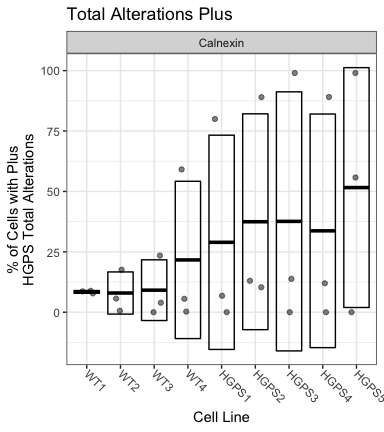 Total Alterations Plus
Calnexin
% of Cells with Plus
HGPS Total Alterations
100
75
50
25
0
WT1
WT2
WT3
WT4
HGPS1
HGPS2
HGPS3
HGPS4
HGPS5
Cell Line